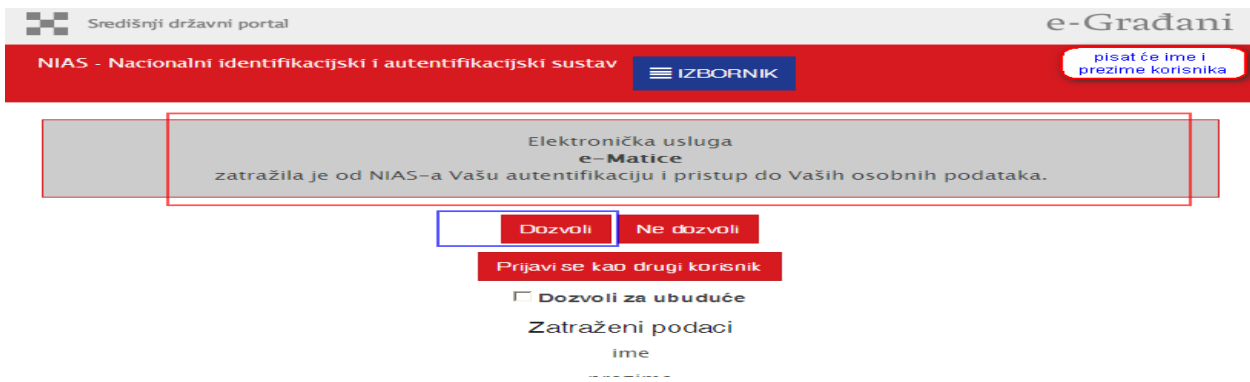 Središnji državni portal
e-Građani
NIAS - Nacionalni identifikacijski i autentifikacijski sustav
IZBORNIK
pisat će ime i
prezime korisnika
Elektronička usluga
e-Matice
zatražila je od NIAS-a Vašu autentifikaciju i pristup do Vaših osobnih podataka.
Dozvoli
Ne dozvoli
Prijavi se kao drugi korisnik
Dozvoli za ubuduće
Zatraženi podaci
ime